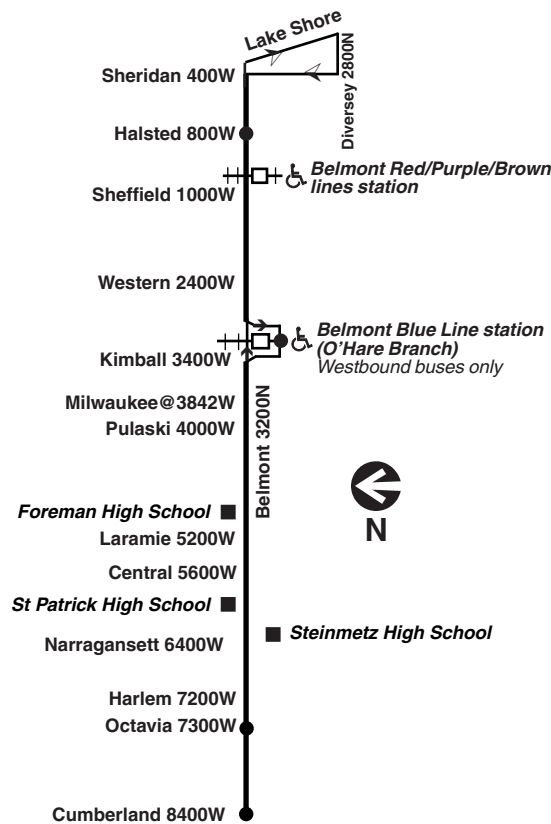 Lake Shore
Sheridan 400W
Diversey 2800N
Halsted 800W
Belmont Red/Purple/Brown
lines station
Sheffield 1000W
Western 2400W
Belmont Blue Line station
(O'Hare Branch)
Westbound buses only
Kimball 3400W
Milwaukee@3842W
Pulaski 4000W
Belmont 3200N
N
Foreman High School
Laramie 5200W
Central 5600W
St Patrick High School
Steinmetz High School
Narragansett 6400W
Harlem 7200W
Octavia 7300W
Cumberland 8400W